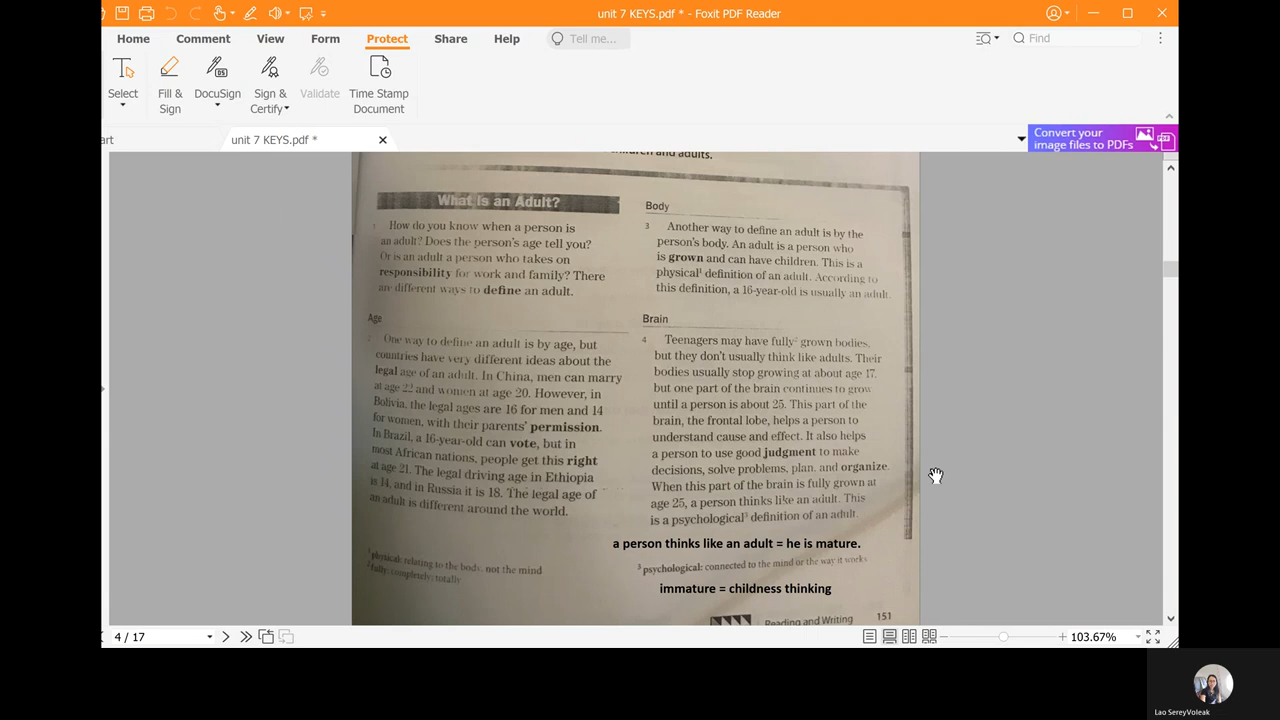 unit 7 KEYS.pdf * - Foxit PDF Reader
Home Comment View Form Protect Share Help Tell me... Find
Select
Fill &
Sign
DocuSign
Sign &
Certify
Validate
Time Stamp
Document
art
unit 7 KEYS.pdf *
Convert your
image files to PDFs
children and adults.
What is an Adult?
1 How do you know when a person is
an adult? Does the person's age tell you?
Or is an adult a person who takes on
responsibility for work and family? There
are different ways to define an adult.
Age
2 One way to define an adult is by age, but
countries have very different ideas about the
legal age of an adult. In China, men can marry
at age 22 and women at age 20. However, in
Bolivia, the legal ages are 16 for men and 14
for women, with their parents' permission.
In Brazil, a 16-year-old can vote, but in
most African nations, people get this right
at age 21. The legal driving age in Ethiopia
is 14, and in Russia it is 18. The legal age of
an adult is different around the world.
Body
3 Another way to define an adult is by the
person's body. An adult is a person who
is grown and can have children. This is a
physical1 definition of an adult. According to
this definition, a 16-year-old is usually an adult.
Brain
4 Teenagers may have fully2 grown bodies,
but they don't usually think like adults. Their
bodies usually stop growing at about age 17,
but one part of the brain continues to grow
until a person is about 25. This part of the
brain, the frontal lobe, helps a person to
understand cause and effect. It also helps
a person to use good judgment to make
decisions, solve problems, plan, and organize.
When this part of the brain is fully grown at
age 25, a person thinks like an adult. This
is a psychological3 definition of an adult.
a person thinks like an adult = he is mature.
1physical: relating to the body, not the mind
2fully: completely; totally
3psychological: connected to the mind or the way it works
immature = childness thinking
Reading and Writing 151
4 / 17
103.67%
Lao SereyVoleak